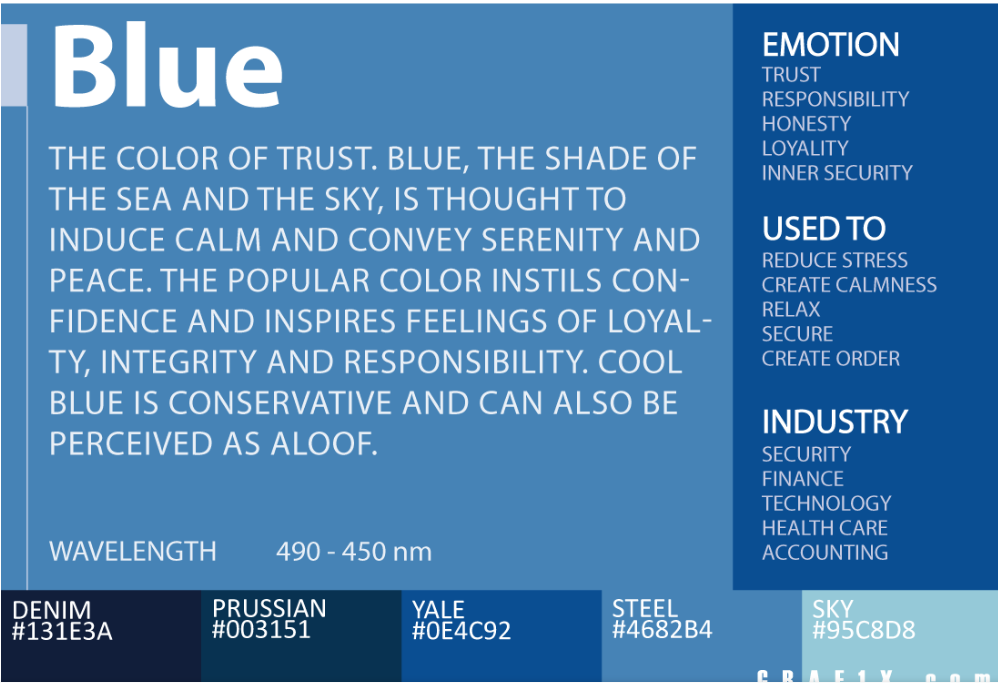 Blue
THE COLOR OF TRUST. BLUE, THE SHADE OF
THE SEA AND THE SKY, IS THOUGHT TO
INDUCE CALM AND CONVEY SERENITY AND
PEACE. THE POPULAR COLOR INSTILS CON-
FIDENCE AND INSPIRES FEELINGS OF LOYAL-
TY, INTEGRITY AND RESPONSIBILITY. COOL
BLUE IS CONSERVATIVE AND CAN ALSO BE
PERCEIVED AS ALOOF.
WAVELENGTH 490 - 450 nm
EMOTION
TRUST
RESPONSIBILITY
HONESTY
LOYALITY
INNER SECURITY
USED TO
REDUCE STRESS
CREATE CALMNESS
RELAX
SECURE
CREATE ORDER
INDUSTRY
SECURITY
FINANCE
TECHNOLOGY
HEALTH CARE
ACCOUNTING
DENIM
#131E3A
PRUSSIAN
#003151
YALE
#0E4C92
STEEL
#4682B4
SKY
#95C8D8
GRAF1X.com